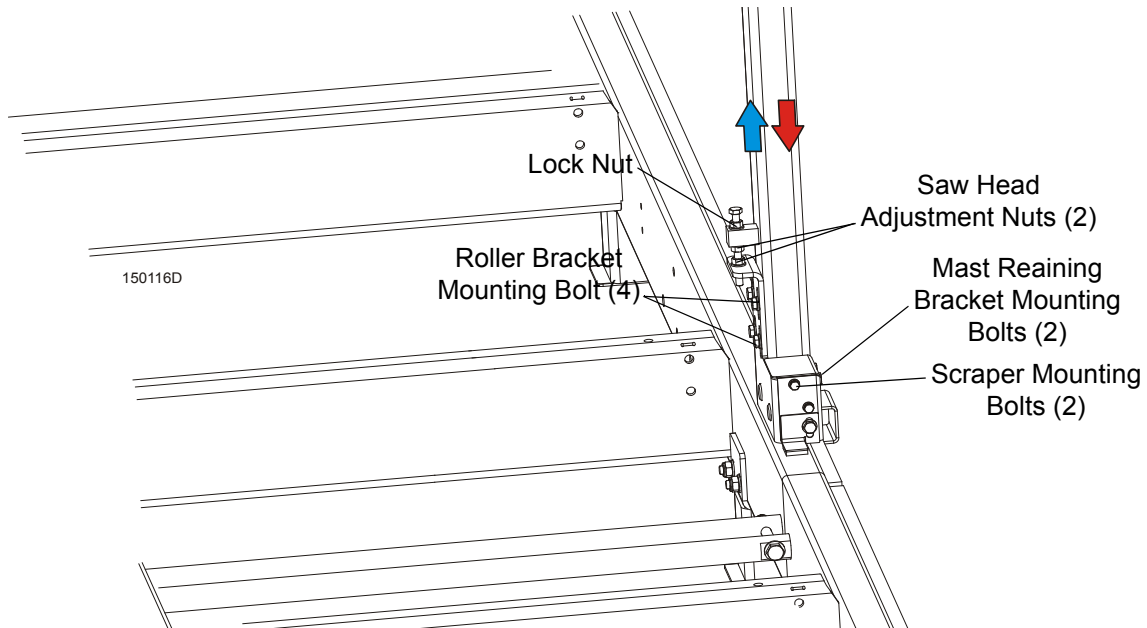 Lock Nut
Saw Head
Adjustment Nuts (2)
150116D
Roller Bracket
Mounting Bolt (4)
Mast Reaining
Bracket Mounting
Bolts (2)
Scraper Mounting
Bolts (2)